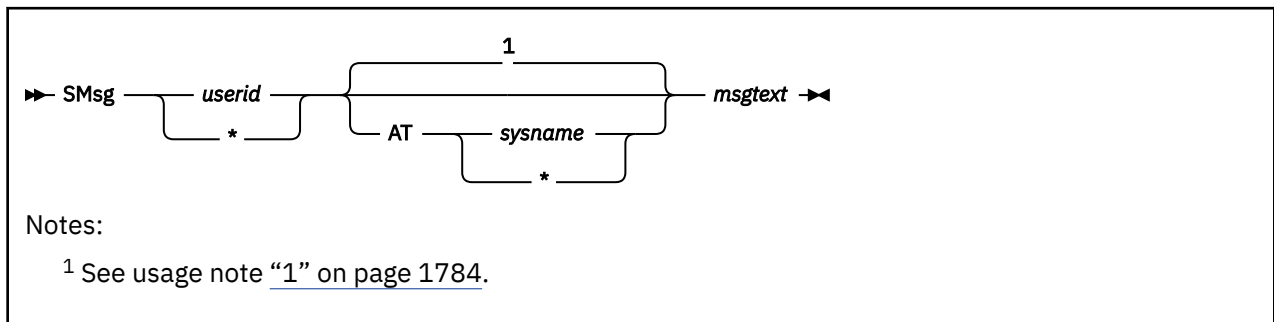 1
SMsg userid msgtext
* AT sysname
*
Notes:
1 See usage note “1” on page 1784.